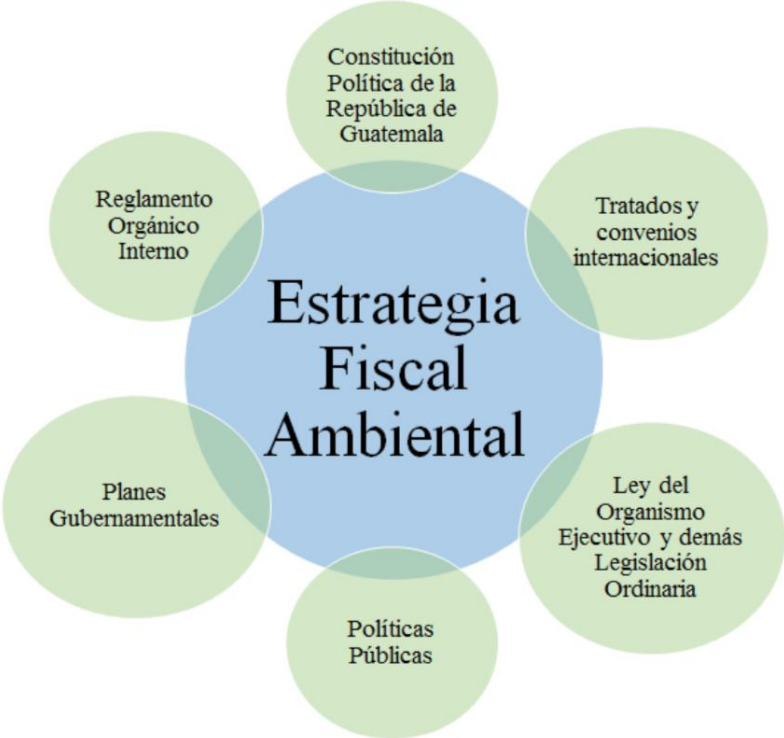 Constitución
Política de la
República de
Guatemala
Tratados y
convenios
internacionales
Ley del
Organismo
Ejecutivo y demás
Legislación
Ordinaria
Políticas
Públicas
Planes
Gubernamentales
Reglamento
Orgánico
Interno
Estrategia
Fiscal
Ambiental